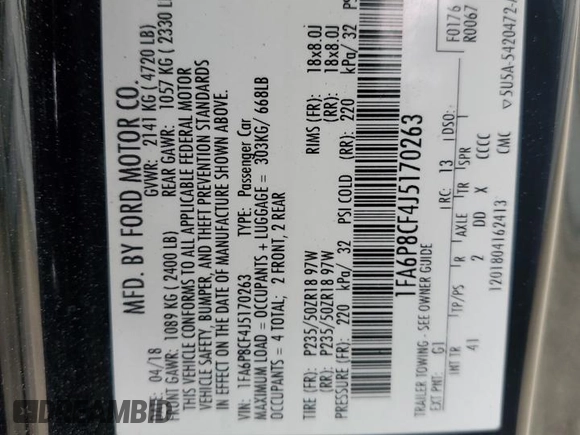 MFD. BY FORD MOTOR CO.
DATE: 04/18 GVWR: 2141 KG ( 4720 LB)
FRONT GAWR: 1089 KG ( 2400 LB) REAR GAWR: 1057 KG ( 2330 LB
THIS VEHICLE CONFORMS TO ALL APPLICABLE FEDERAL MOTOR
VEHICLE SAFETY, BUMPER, AND THEFT PREVENTION STANDARDS
IN EFFECT ON THE DATE OF MANUFACTURE SHOWN ABOVE.
VIN: 1FA6P8CF4J5170263 TYPE: Passenger Car
MAXIMUM LOAD = OCCUPANTS + LUGGAGE = 303KG/ 668LB
OCCUPANTS = 4 TOTAL; 2 FRONT, 2 REAR
TIRE (FR): P235/50ZR18 97W RIMS (FR): 18x8.0J
(RR): P235/50ZR18 97W (RR): 18x8.0J
PRESSURE (FR): 220 kPa/ 32 PSI COLD (RR): 220 kPa/ 32 PS
1FA6P8CF4J5170263
TRAILER TOWING - SEE OWNER GUIDE F0176
EXT PNT: G1 RC: 13 DSO: R0067
INT TR TP/PS R AXLE TR SPR
41 2 DD X CCCC
1201804162413 CMC ▽5U5A-5420472-
DREAMBID